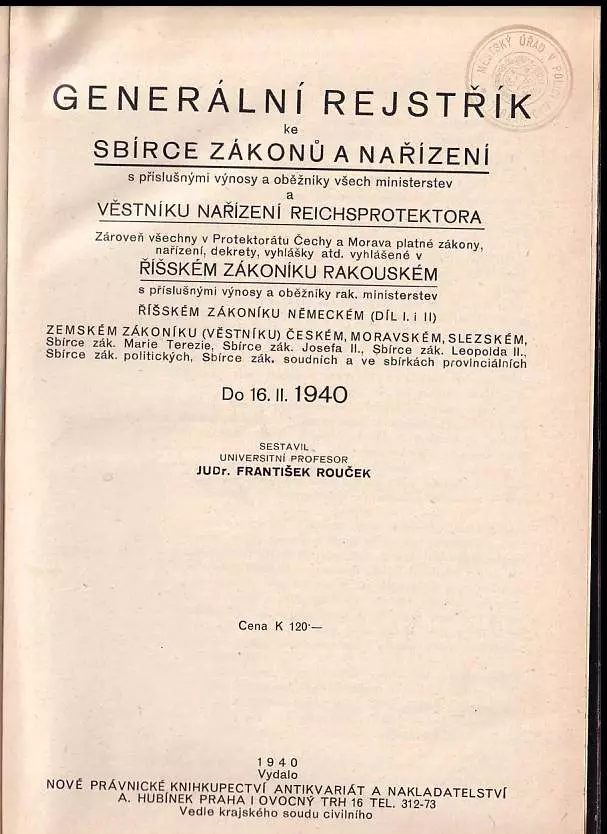 MĚSTSKÝ ÚŘAD V
GENERÁLNÍ REJSTŘÍK
ke
SBÍRCE ZÁKONŮ A NAŘÍZENÍ
s příslušnými výnosy a oběžníky všech ministerstev
a
VĚSTNÍKU NAŘÍZENÍ REICHSPROTEKTORA
Zároveň všechny v Protektorátu Čechy a Morava platné zákony,
nařízení, dekrety, vyhlášky atd. vyhlášené v
ŘÍŠSKÉM ZÁKONÍKU RAKOUSKÉM
s příslušnými výnosy a oběžníky rak. ministerstev
ŘÍŠSKÉM ZÁKONÍKU NĚMECKÉM (DÍL I. i II)
ZEMSKÉM ZÁKONÍKU (VĚSTNÍKU) ČESKÉM, MORAVSKÉM, SLEZSKÉM,
Sbírce zák. Marie Terezie, Sbírce zák. Josefa II., Sbírce zák. Leopolda II.,
Sbírce zák. politických, Sbírce zák. soudních a ve sbírkách provinciálních
Do 16. II. 1940
SESTAVIL
UNIVERSITNÍ PROFESOR
JUDr. FRANTIŠEK ROUČEK
Cena K 120·—
1940
Vydalo
NOVÉ PRÁVNICKÉ KNIHKUPECTVÍ ANTIKVARIÁT A NAKLADATELSTVÍ
A. HUBÍNEK PRAHA I OVOCNÝ TRH 16 TEL. 312-73
Vedle krajského soudu civilního